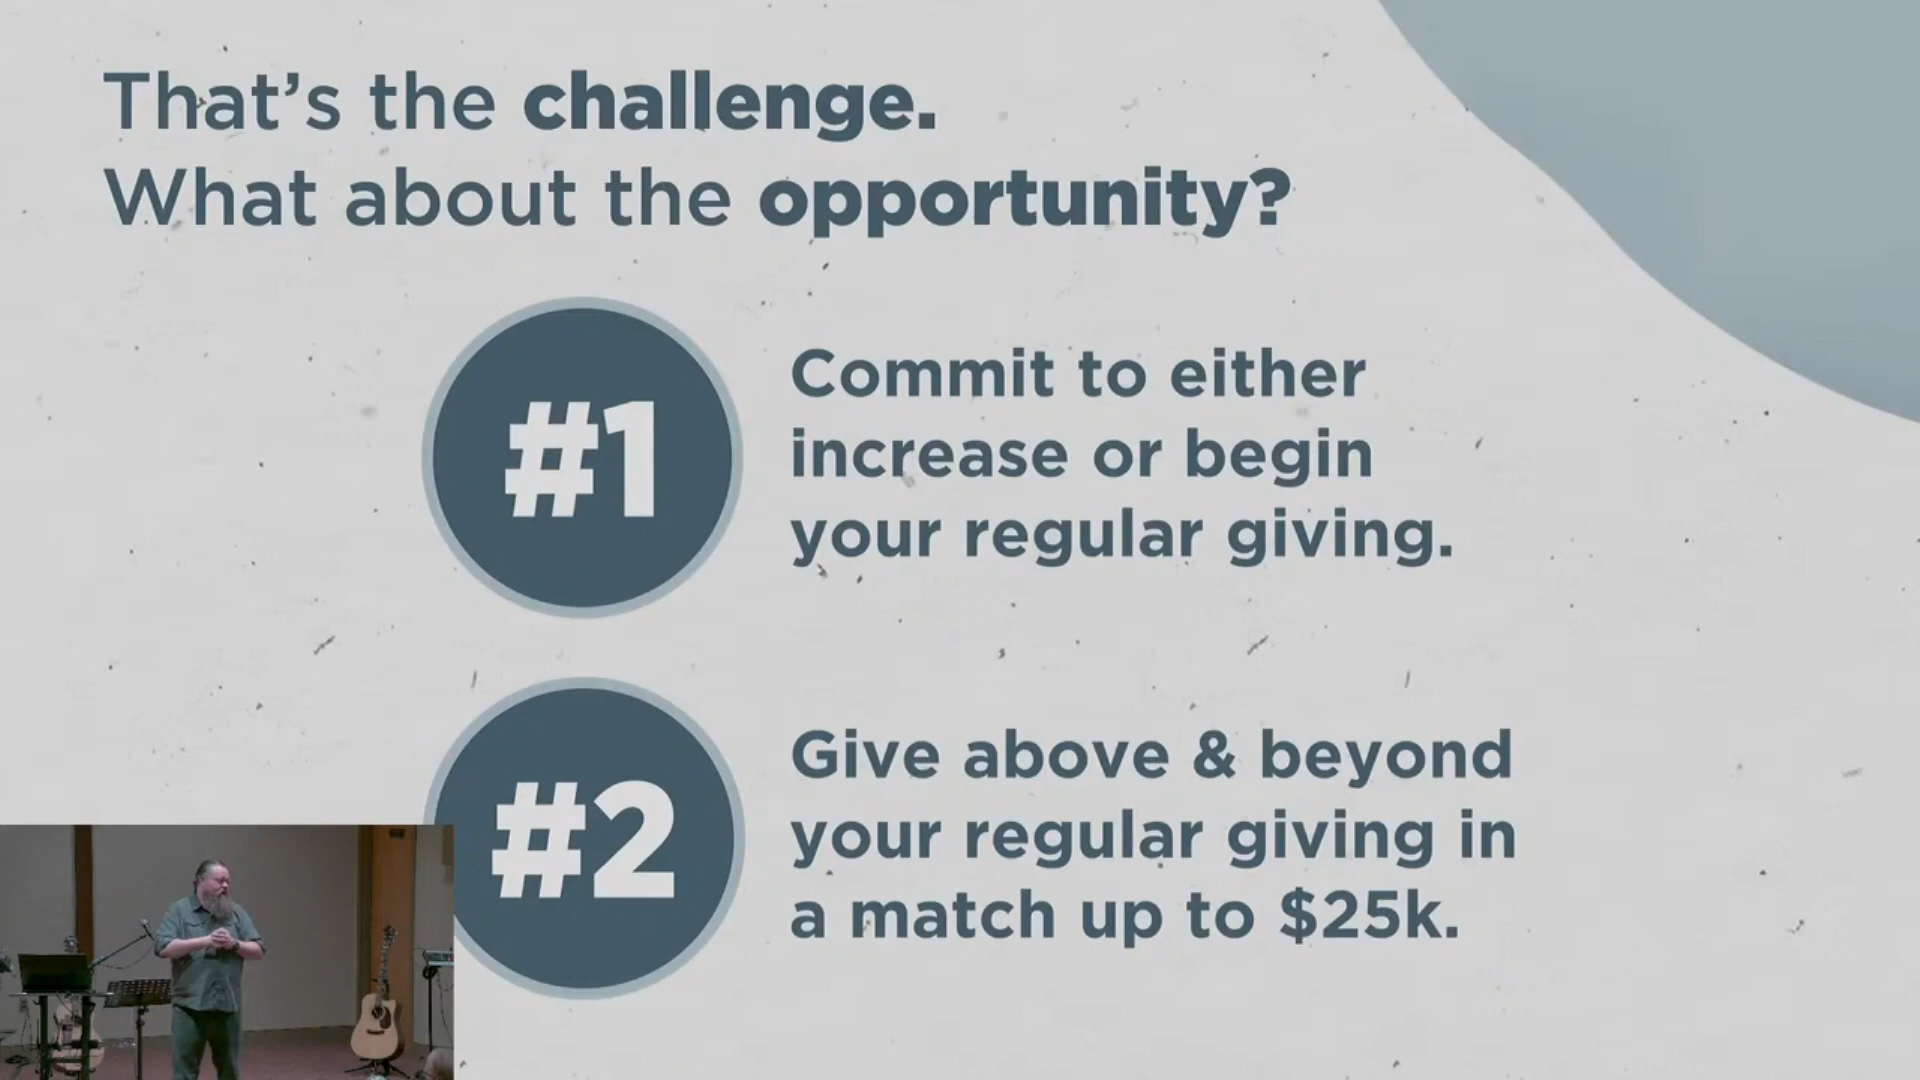 That's the challenge.
What about the opportunity?
#1
Commit to either
increase or begin
your regular giving.
#2
Give above & beyond
your regular giving in
a match up to $25k.